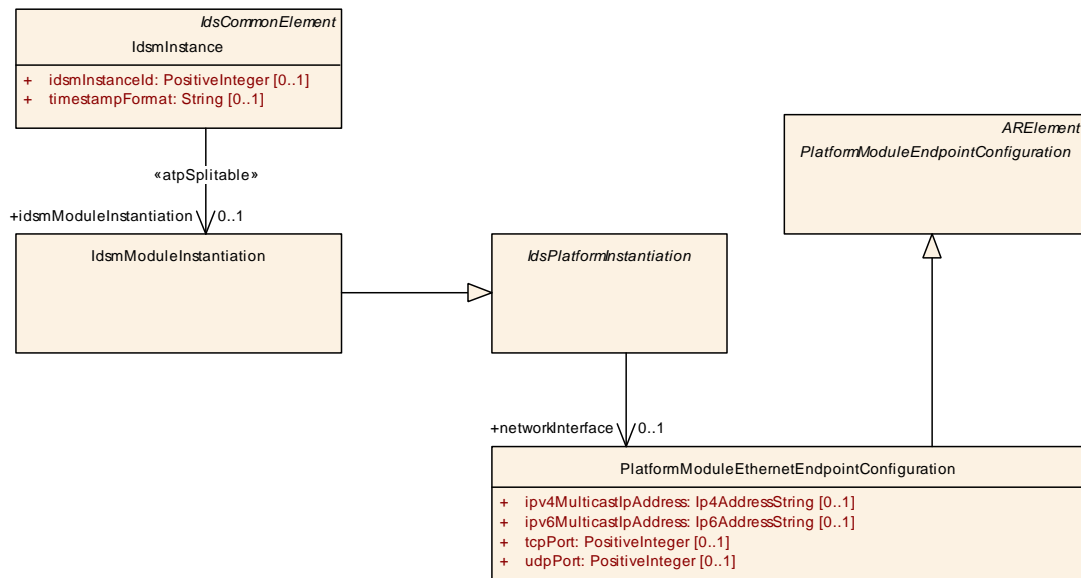 IdsCommonElement
IdsmInstance
+ idsmInstanceId: PositiveInteger [0..1]
+ timestampFormat: String [0..1]
ARElement
PlatformModuleEndpointConfiguration
«atpSplitable»
+idsmModuleInstantiation 0..1
IdsmModuleInstantiation
IdsPlatformInstantiation
+networkInterface 0..1
PlatformModuleEthernetEndpointConfiguration
+ ipv4MulticastIpAddress: Ip4AddressString [0..1]
+ ipv6MulticastIpAddress: Ip6AddressString [0..1]
+ tcpPort: PositiveInteger [0..1]
+ udpPort: PositiveInteger [0..1]